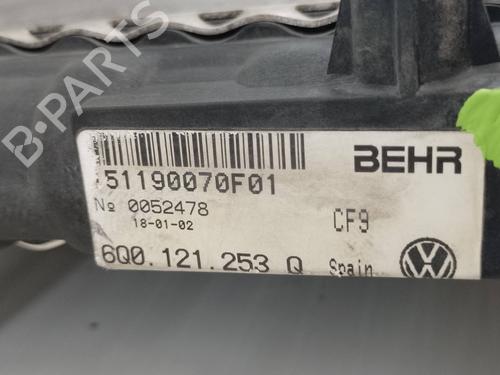 BEHR
51190070F01
Nº 0052478
CF9
18-01-02
6Q0.121.253 Q Spain
B-PARTS